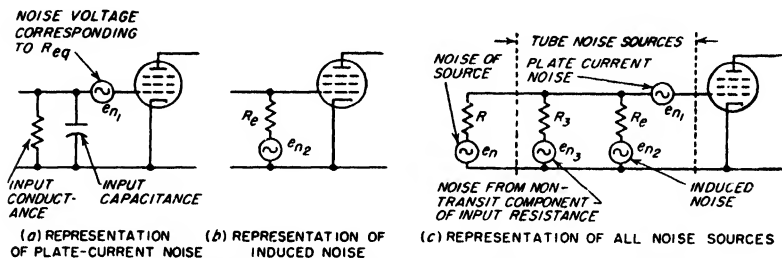 NOISE VOLTAGE
CORRESPONDING
TO Req
en1
INPUT
CONDUCT-
ANCE
INPUT
CAPACITANCE
(a) REPRESENTATION
OF PLATE-CURRENT NOISE
Re
en2
(b) REPRESENTATION OF
INDUCED NOISE
TUBE NOISE SOURCES
NOISE OF
SOURCE
PLATE CURRENT
NOISE
en1
R
R3
Re
en
en3
en2
NOISE FROM NON-
TRANSIT COMPONENT
OF INPUT RESISTANCE
INDUCED
NOISE
(c) REPRESENTATION OF ALL NOISE SOURCES